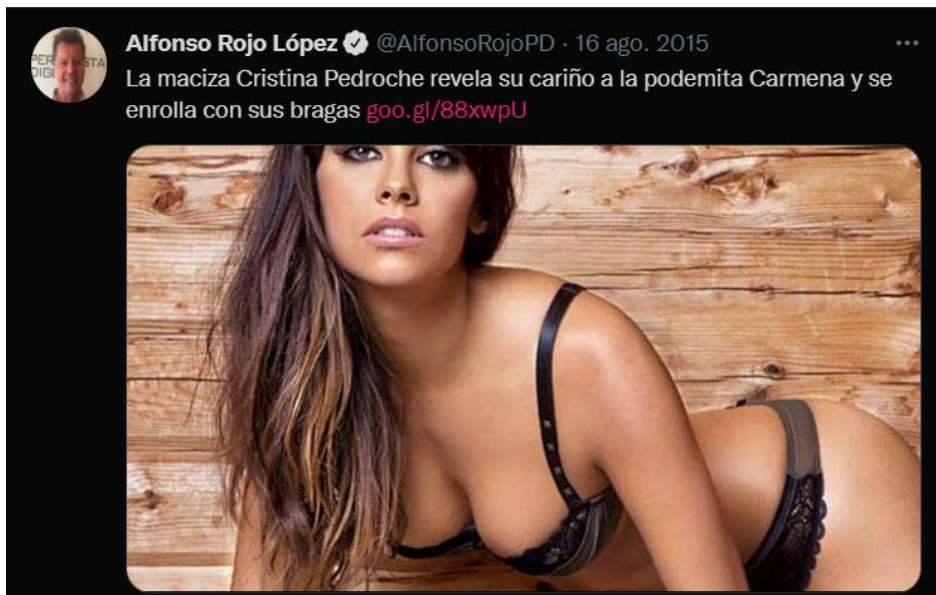 Alfonso Rojo López @AlfonsoRojoPD · 16 ago. 2015
La maciza Cristina Pedroche revela su cariño a la podemita Carmena y se
enrolla con sus bragas goo.gl/88xwpU